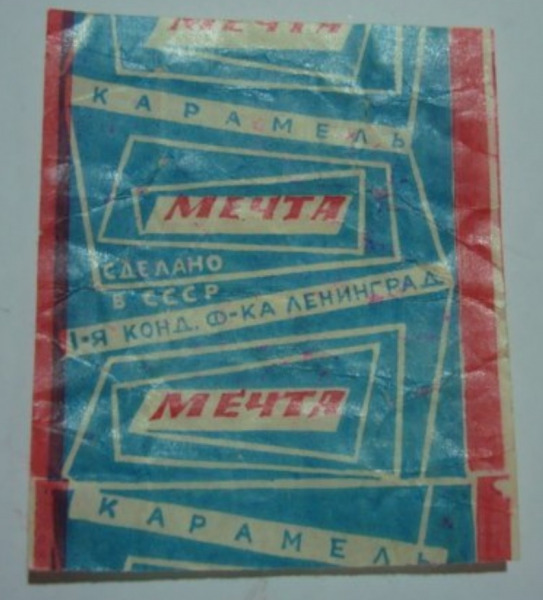 МЕЧТА
КАРАМЕЛЬ
МЕЧТА
СДЕЛАНО
В СССР
1-Я КОНД. Ф-КА ЛЕНИНГРАД
МЕЧТА
КАРАМЕЛЬ